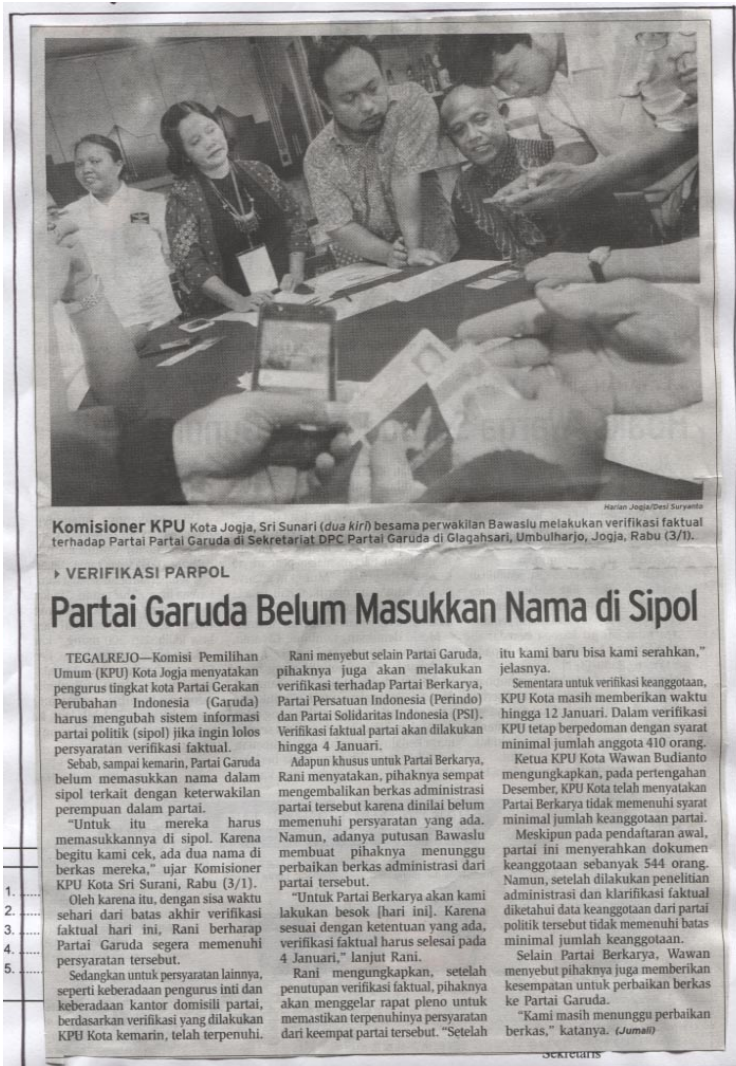 Harian Jogja/Desi Suryanto
Komisioner KPU Kota Jogja, Sri Sunari (dua kiri) besama perwakilan Bawaslu melakukan verifikasi faktual
terhadap Partai Partai Garuda di Sekretariat DPC Partai Garuda di Glagahsari, Umbulharjo, Jogja, Rabu (3/1).
VERIFIKASI PARPOL
Partai Garuda Belum Masukkan Nama di Sipol
TEGALREJO—Komisi Pemilihan
Umum (KPU) Kota Jogja menyatakan
pengurus tingkat kota Partai Gerakan
Perubahan Indonesia (Garuda)
harus mengubah sistem informasi
partai politik (sipol) jika ingin lolos
persyaratan verifikasi faktual.
Sebab, sampai kemarin, Partai Garuda
belum memasukkan nama dalam
sipol terkait dengan keterwakilan
perempuan dalam partai.
"Untuk itu mereka harus
memasukkannya di sipol. Karena
begitu kami cek, ada dua nama di
berkas mereka," ujar Komisioner
KPU Kota Sri Surani, Rabu (3/1).
Oleh karena itu, dengan sisa waktu
sehari dari batas akhir verifikasi
faktual hari ini, Rani berharap
Partai Garuda segera memenuhi
persyaratan tersebut.
Sedangkan untuk persyaratan lainnya,
seperti keberadaan pengurus inti dan
keberadaan kantor domisili partai,
berdasarkan verifikasi yang dilakukan
KPU Kota kemarin, telah terpenuhi.
Rani menyebut selain Partai Garuda,
pihaknya juga akan melakukan
verifikasi terhadap Partai Berkarya,
Partai Persatuan Indonesia (Perindo)
dan Partai Solidaritas Indonesia (PSI).
Verifikasi faktual partai akan dilakukan
hingga 4 Januari.
Adapun khusus untuk Partai Berkarya,
Rani menyatakan, pihaknya sempat
mengembalikan berkas administrasi
partai tersebut karena dinilai belum
memenuhi persyaratan yang ada.
Namun, adanya putusan Bawaslu
membuat pihaknya menunggu
perbaikan berkas administrasi dari
partai tersebut.
"Untuk Partai Berkarya akan kami
lakukan besok [hari ini]. Karena
sesuai dengan ketentuan yang ada,
verifikasi faktual harus selesai pada
4 Januari," lanjut Rani.
Rani mengungkapkan, setelah
penutupan verifikasi faktual, pihaknya
akan menggelar rapat pleno untuk
memastikan terpenuhinya persyaratan
dari keempat partai tersebut. "Setelah
itu kami baru bisa kami serahkan,"
jelasnya.
Sementara untuk verifikasi keanggotaan,
KPU Kota masih memberikan waktu
hingga 12 Januari. Dalam verifikasi
KPU tetap berpedoman dengan syarat
minimal jumlah anggota 410 orang.
Ketua KPU Kota Wawan Budianto
mengungkapkan, pada pertengahan
Desember, KPU Kota telah menyatakan
Partai Berkarya tidak memenuhi syarat
minimal jumlah keanggotaan partai.
Meskipun pada pendaftaran awal,
partai ini menyerahkan dokumen
keanggotaan sebanyak 544 orang.
Namun, setelah dilakukan penelitian
administrasi dan klarifikasi faktual
diketahui data keanggotaan dari partai
politik tersebut tidak memenuhi batas
minimal jumlah keanggotaan.
Selain Partai Berkarya, Wawan
menyebut pihaknya juga memberikan
kesempatan untuk perbaikan berkas
ke Partai Garuda.
"Kami masih menunggu perbaikan
berkas," katanya. (Jumali)
1. .....
2. .....
3. .....
4. .....
5. .....
Sekretaris